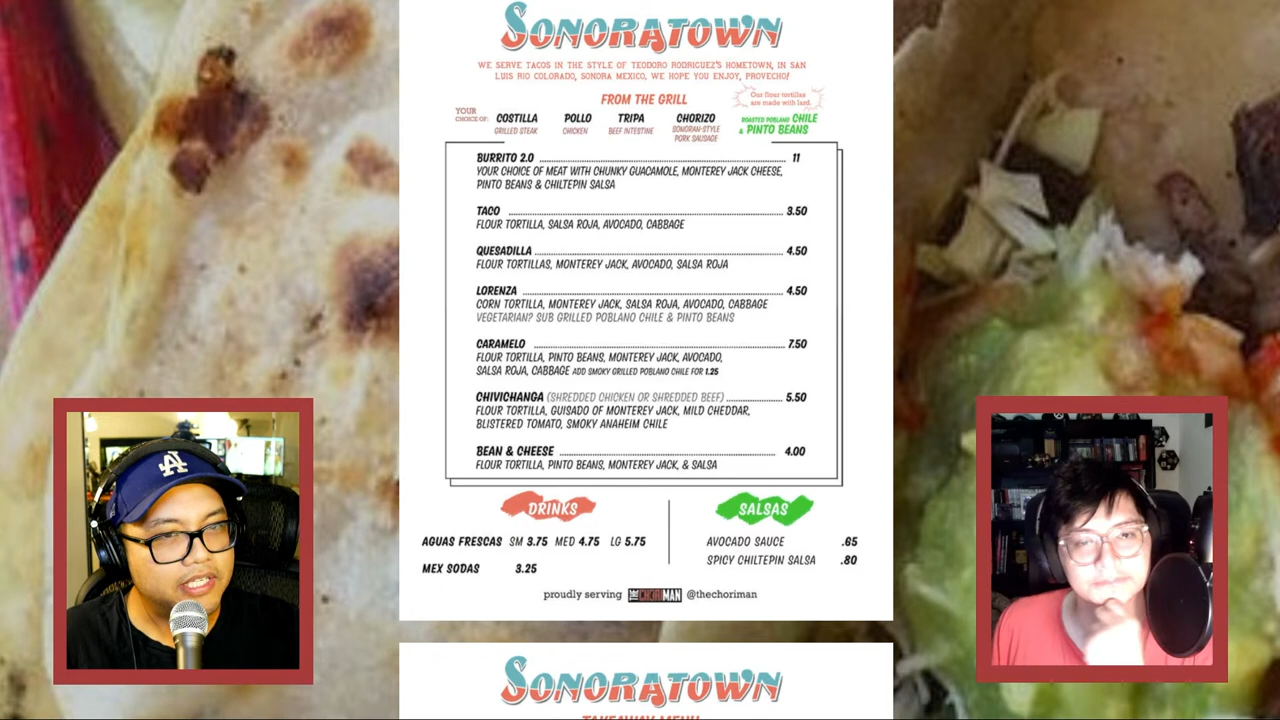 SONORATOWN
WE SERVE TACOS IN THE STYLE OF TEODORO RODRIGUEZ'S HOMETOWN, IN SAN
LUIS RIO COLORADO, SONORA MEXICO. WE HOPE YOU ENJOY, PROVECHO!
FROM THE GRILL
Our flour tortillas
are made with lard.
YOUR
CHOICE OF:
COSTILLA
GRILLED STEAK
POLLO
CHICKEN
TRIPA
BEEF INTESTINE
CHORIZO
SONORAN-STYLE
PORK SAUSAGE
ROASTED POBLANO CHILE
& PINTO BEANS
BURRITO 2.0 11
YOUR CHOICE OF MEAT WITH CHUNKY GUACAMOLE, MONTEREY JACK CHEESE,
PINTO BEANS & CHILTEPIN SALSA
TACO 3.50
FLOUR TORTILLA, SALSA ROJA, AVOCADO, CABBAGE
QUESADILLA 4.50
FLOUR TORTILLAS, MONTEREY JACK, AVOCADO, SALSA ROJA
LORENZA 4.50
CORN TORTILLA, MONTEREY JACK, SALSA ROJA, AVOCADO, CABBAGE
VEGETARIAN? SUB GRILLED POBLANO CHILE & PINTO BEANS
CARAMELO 7.50
FLOUR TORTILLA, PINTO BEANS, MONTEREY JACK, AVOCADO,
SALSA ROJA, CABBAGE ADD SMOKY GRILLED POBLANO CHILE FOR 1.25
CHIVICHANGA (SHREDDED CHICKEN OR SHREDDED BEEF) 5.50
FLOUR TORTILLA, GUISADO OF MONTEREY JACK, MILD CHEDDAR,
BLISTERED TOMATO, SMOKY ANAHEIM CHILE
BEAN & CHEESE 4.00
FLOUR TORTILLA, PINTO BEANS, MONTEREY JACK, & SALSA
DRINKS
AGUAS FRESCAS SM 3.75 MED 4.75 LG 5.75
MEX SODAS 3.25
SALSAS
AVOCADO SAUCE .65
SPICY CHILTEPIN SALSA .80
proudly serving THE CHORIMAN @thechoriman
SONORATOWN
TAKEAWAY MENU
LA